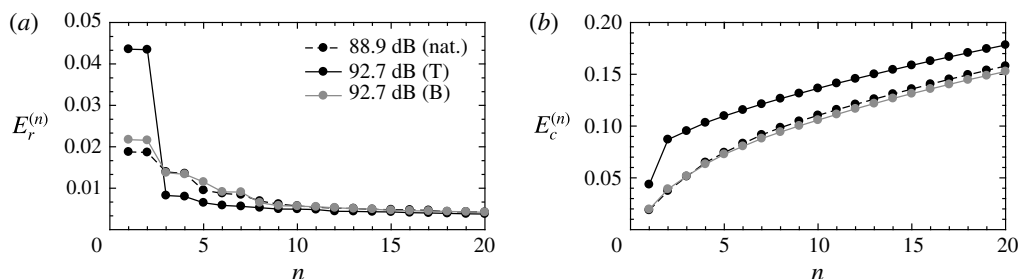 (a)
0.05
0.04
0.03
0.02
0.01
0
E_r^{(n)}
5
10
15
20
n
88.9 dB (nat.)
92.7 dB (T)
92.7 dB (B)
(b)
0.20
0.15
0.10
0.05
0
E_c^{(n)}
5
10
15
20
n